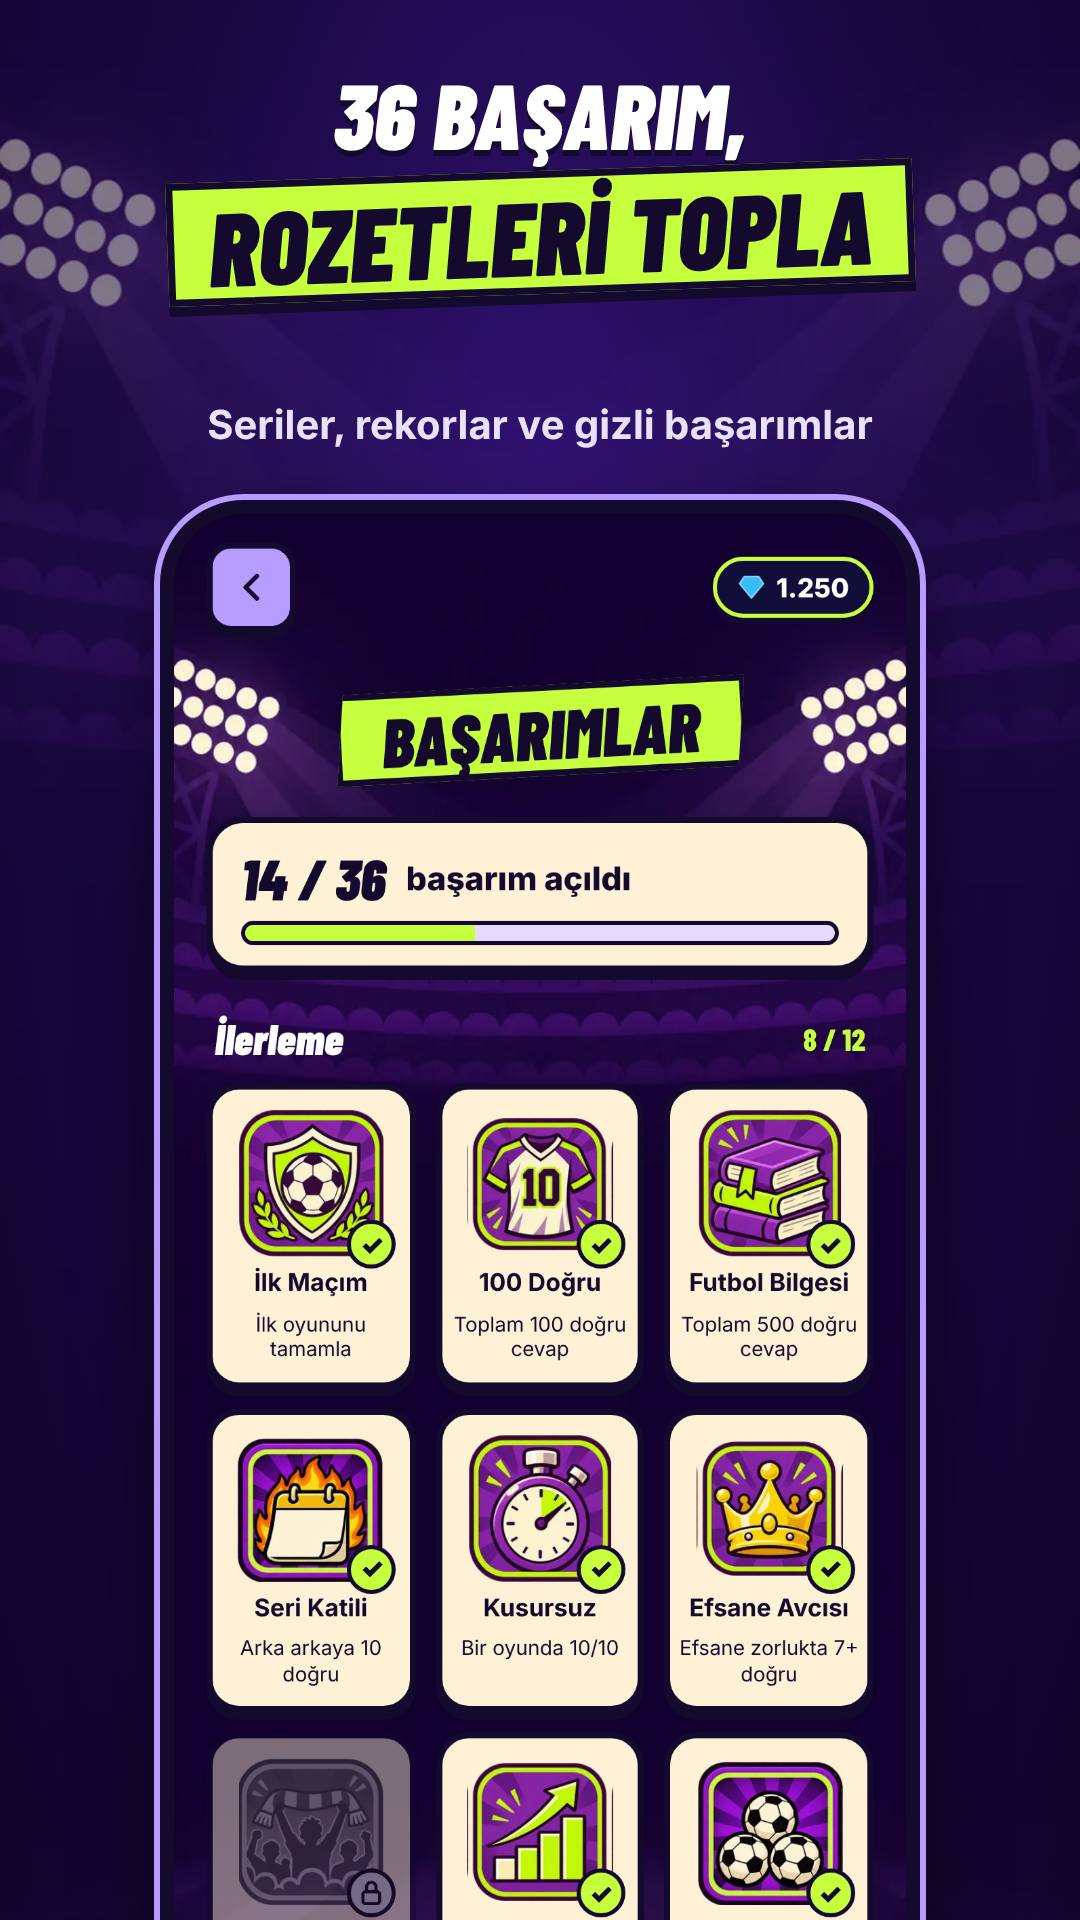 36 BAŞARIM,
ROZETLERİ TOPLA
Seriler, rekorlar ve gizli başarımlar
1.250
BAŞARIMLAR
14 / 36 başarım açıldı
İlerleme 8 / 12
10
İlk Maçım
İlk oyununu
tamamla
100 Doğru
Toplam 100 doğru
cevap
Futbol Bilgesi
Toplam 500 doğru
cevap
Seri Katili
Arka arkaya 10
doğru
Kusursuz
Bir oyunda 10/10
Efsane Avcısı
Efsane zorlukta 7+
doğru